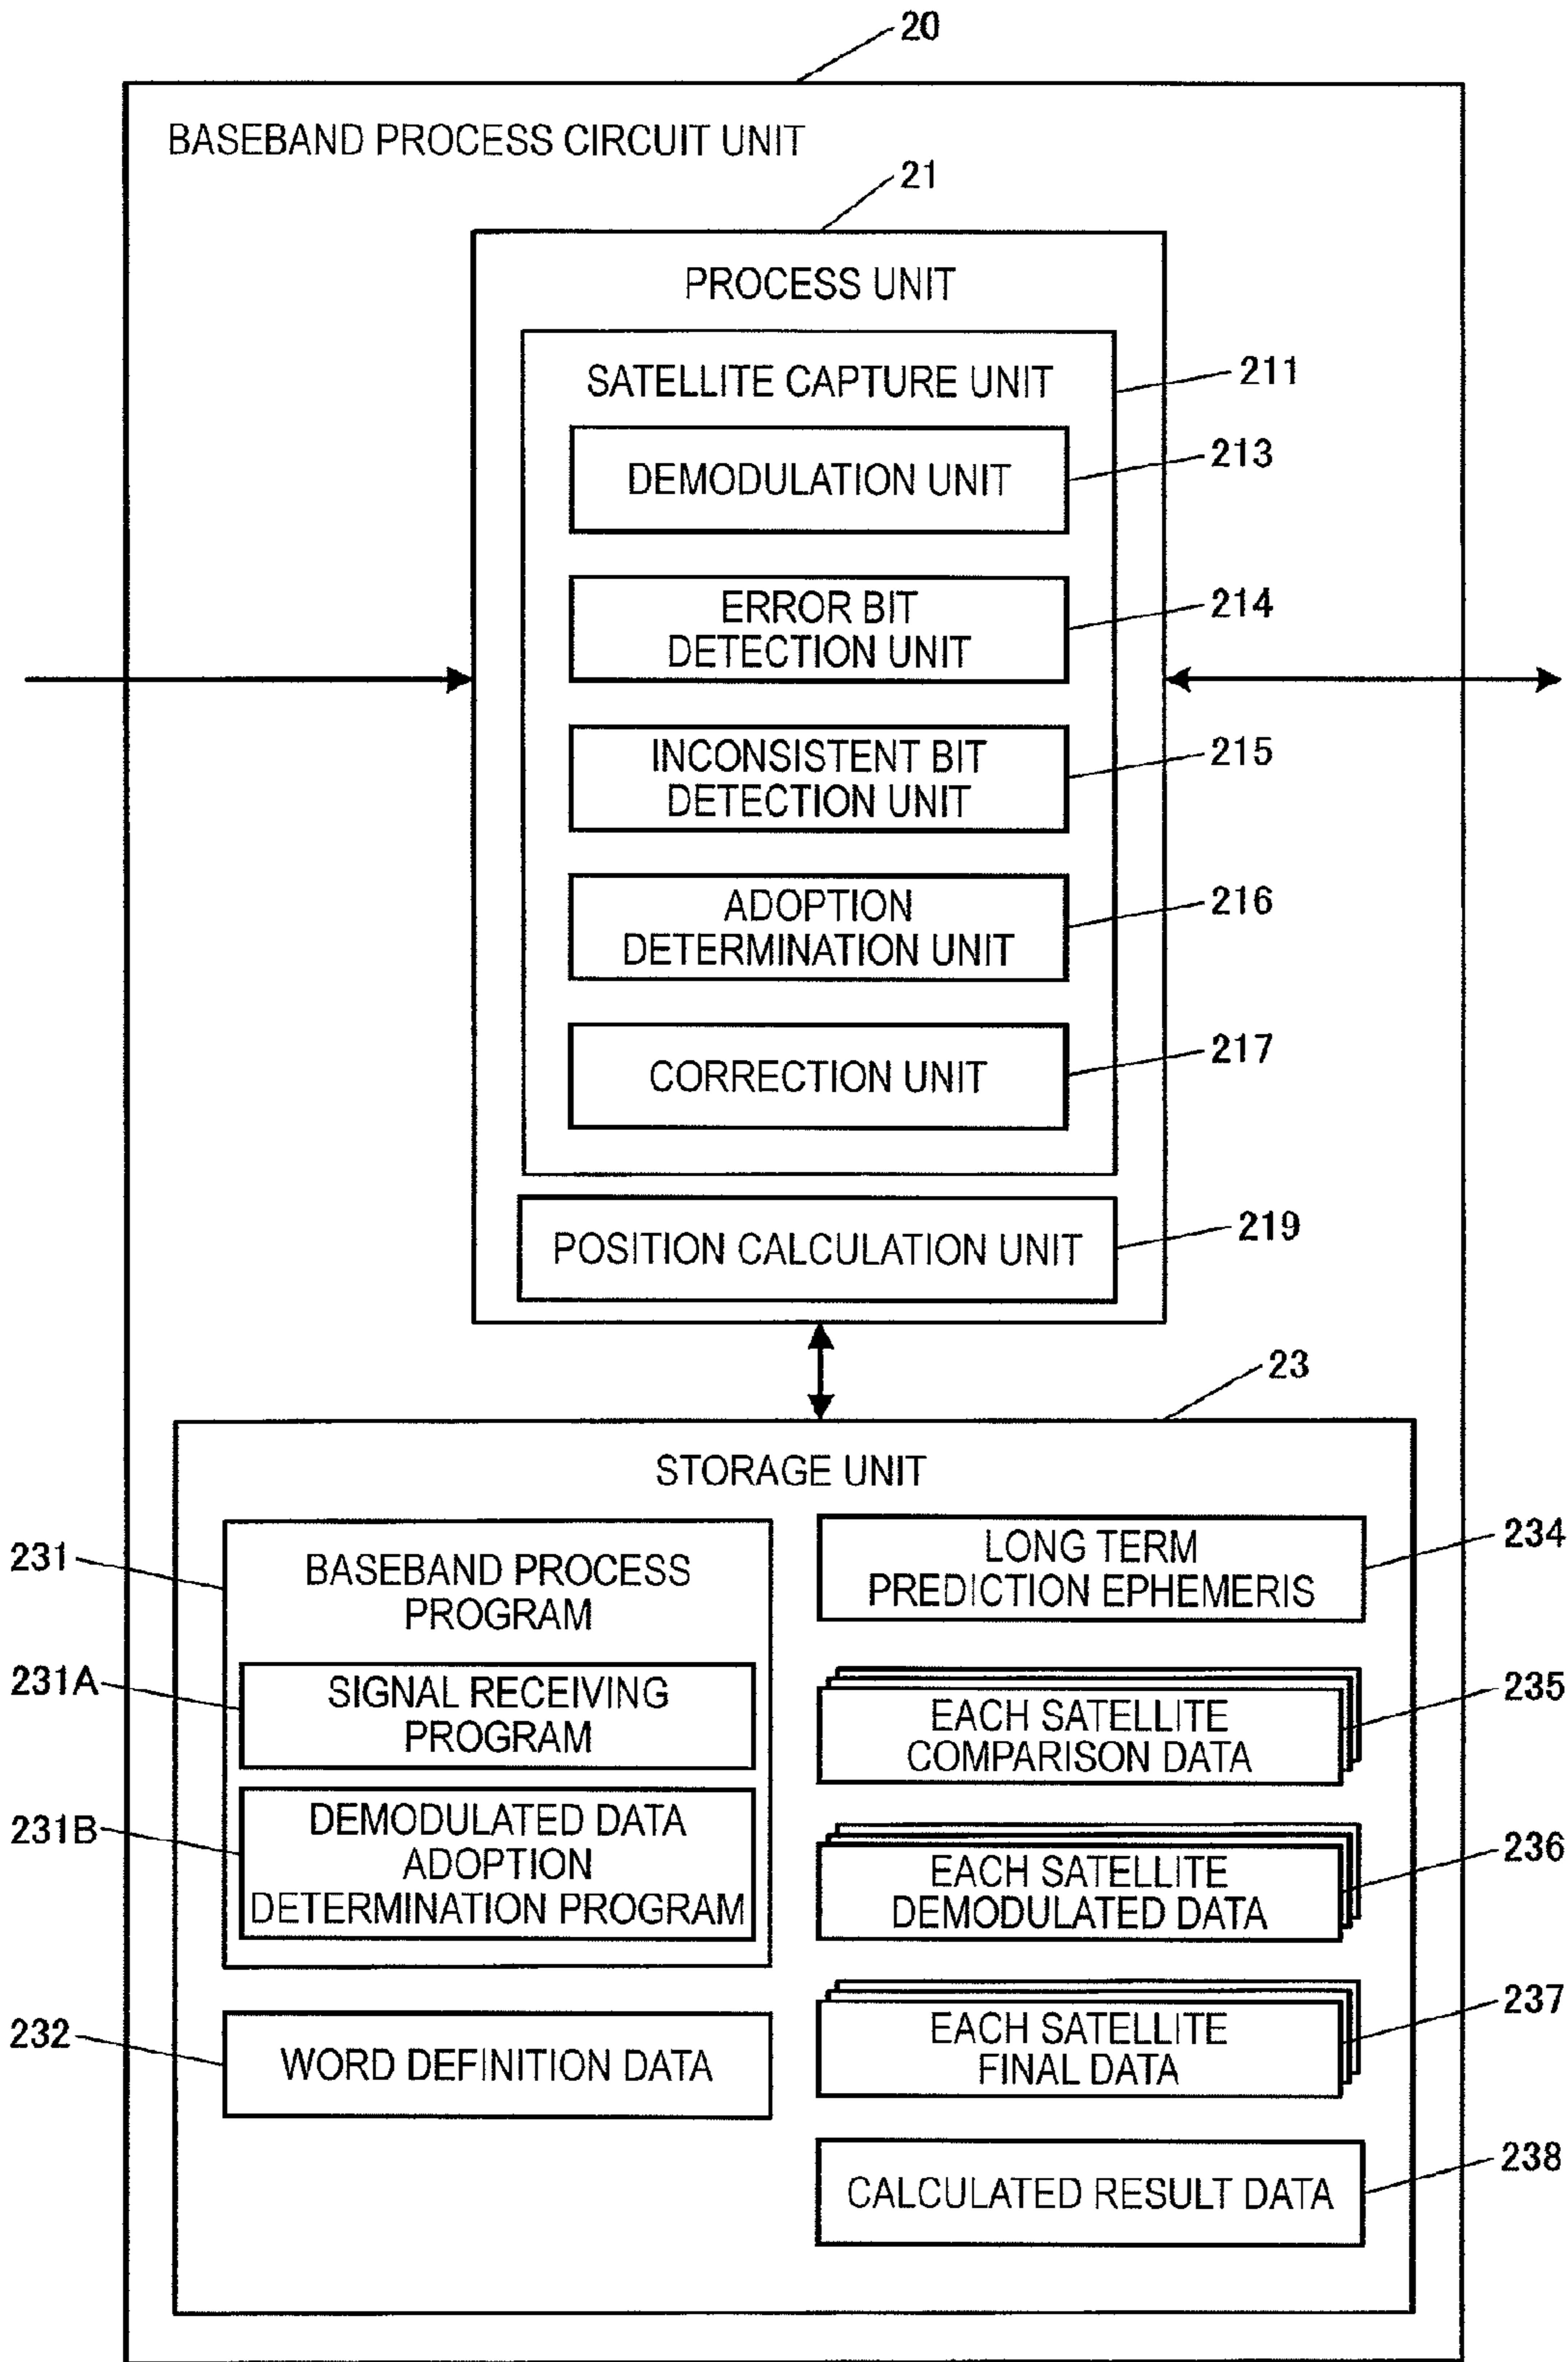 20
BASEBAND PROCESS CIRCUIT UNIT
21
PROCESS UNIT
SATELLITE CAPTURE UNIT
211
DEMODULATION UNIT
213
ERROR BIT
DETECTION UNIT
214
INCONSISTENT BIT
DETECTION UNIT
215
ADOPTION
DETERMINATION UNIT
216
CORRECTION UNIT
217
POSITION CALCULATION UNIT
219
23
STORAGE UNIT
231
BASEBAND PROCESS
PROGRAM
231A
SIGNAL RECEIVING
PROGRAM
231B
DEMODULATED DATA
ADOPTION
DETERMINATION PROGRAM
232
WORD DEFINITION DATA
LONG TERM
PREDICTION EPHEMERIS
234
EACH SATELLITE
COMPARISON DATA
235
EACH SATELLITE
DEMODULATED DATA
236
EACH SATELLITE
FINAL DATA
237
CALCULATED RESULT DATA
238